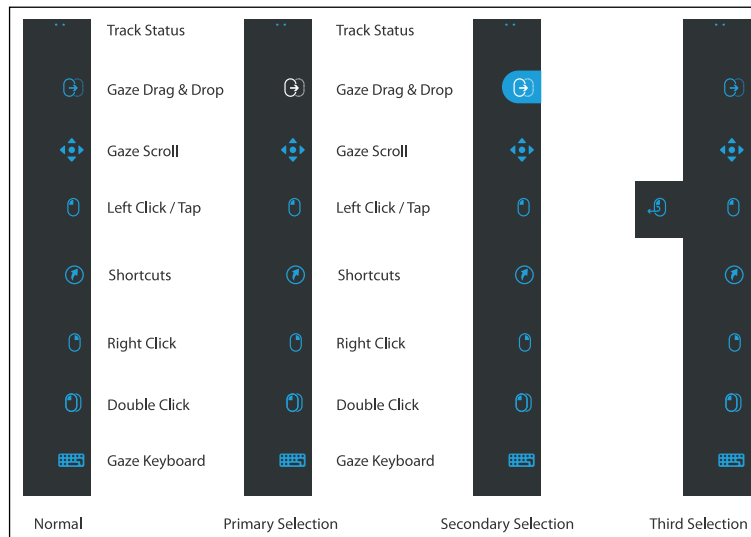 Track Status
Track Status
Gaze Drag & Drop
Gaze Drag & Drop
Gaze Scroll
Gaze Scroll
Left Click / Tap
Left Click / Tap
Shortcuts
Shortcuts
Right Click
Right Click
Double Click
Double Click
Gaze Keyboard
Gaze Keyboard
Normal
Primary Selection
Secondary Selection
Third Selection